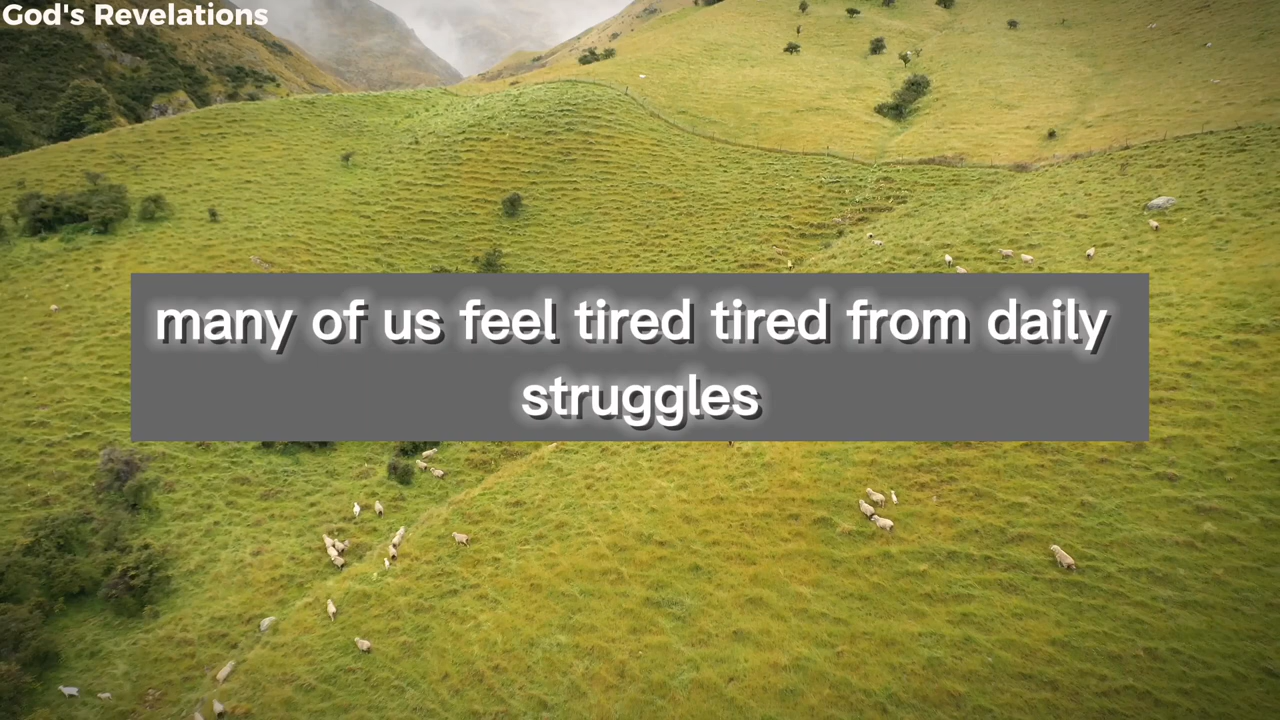 God's Revelations
many of us feel tired tired from daily
struggles